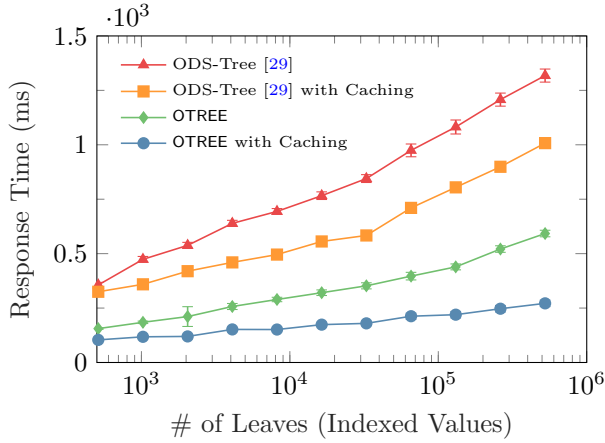 ·10³
1.5
1
0.5
0
Response Time (ms)
ODS-Tree [29]
ODS-Tree [29] with Caching
OTREE
OTREE with Caching
10³ 10⁴ 10⁵ 10⁶
# of Leaves (Indexed Values)